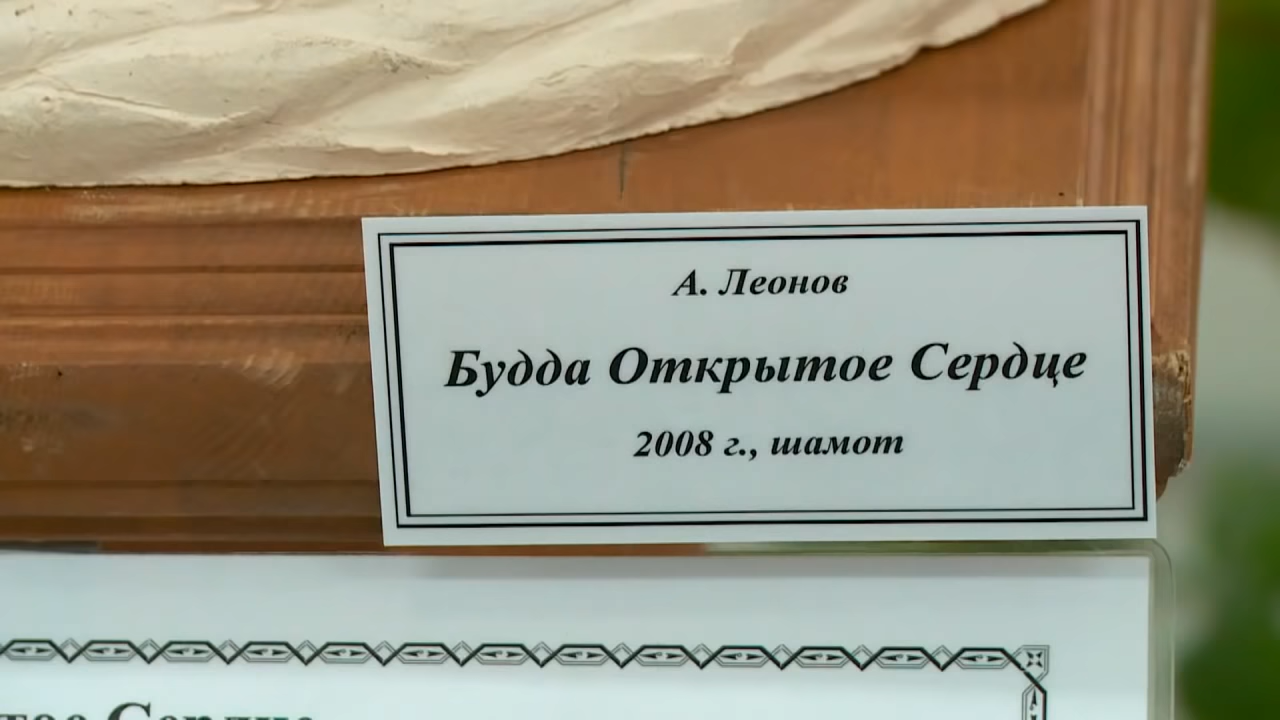 А. Леонов
Будда Открытое Сердце
2008 г., шамот